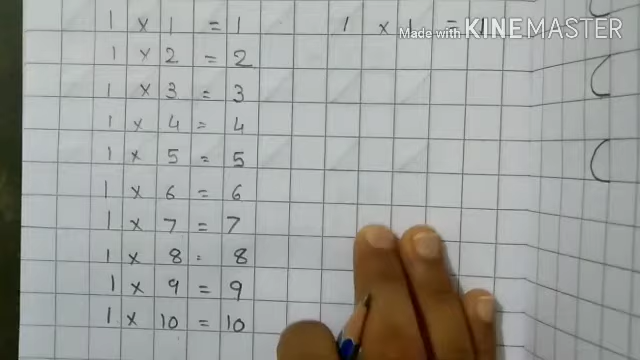 1 × 1 = 1
1 × 2 = 2
1 × 3 = 3
1 × 4 = 4
1 × 5 = 5
1 × 6 = 6
1 × 7 = 7
1 × 8 = 8
1 × 9 = 9
1 × 10 = 10
1 × 1 = 1
Made with KINEMASTER